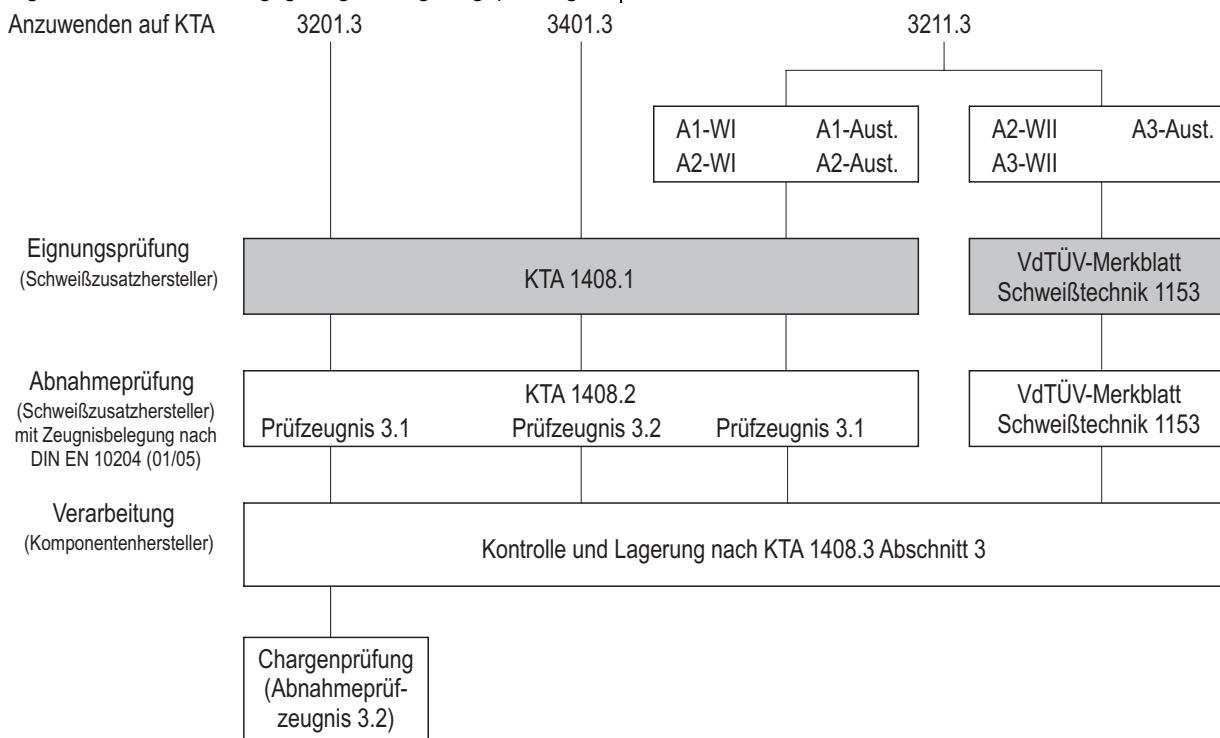 Anzuwenden auf KTA 3201.3 3401.3 3211.3
A1-WI A1-Aust. A2-WII A3-Aust.
A2-WI A2-Aust. A3-WII
Eignungsprüfung
(Schweißzusatzhersteller)
KTA 1408.1
VdTÜV-Merkblatt
Schweißtechnik 1153
Abnahmeprüfung
(Schweißzusatzhersteller)
mit Zeugnisbelegung nach
DIN EN 10204 (01/05)
KTA 1408.2
Prüfzeugnis 3.1 Prüfzeugnis 3.2 Prüfzeugnis 3.1
VdTÜV-Merkblatt
Schweißtechnik 1153
Verarbeitung
(Komponentenhersteller)
Kontrolle und Lagerung nach KTA 1408.3 Abschnitt 3
Chargenprüfung
(Abnahmeprüf-
zeugnis 3.2)